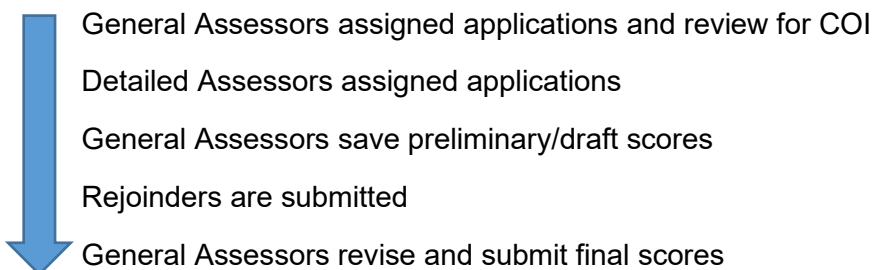 General Assessors assigned applications and review for COI
Detailed Assessors assigned applications
General Assessors save preliminary/draft scores
Rejoinders are submitted
General Assessors revise and submit final scores